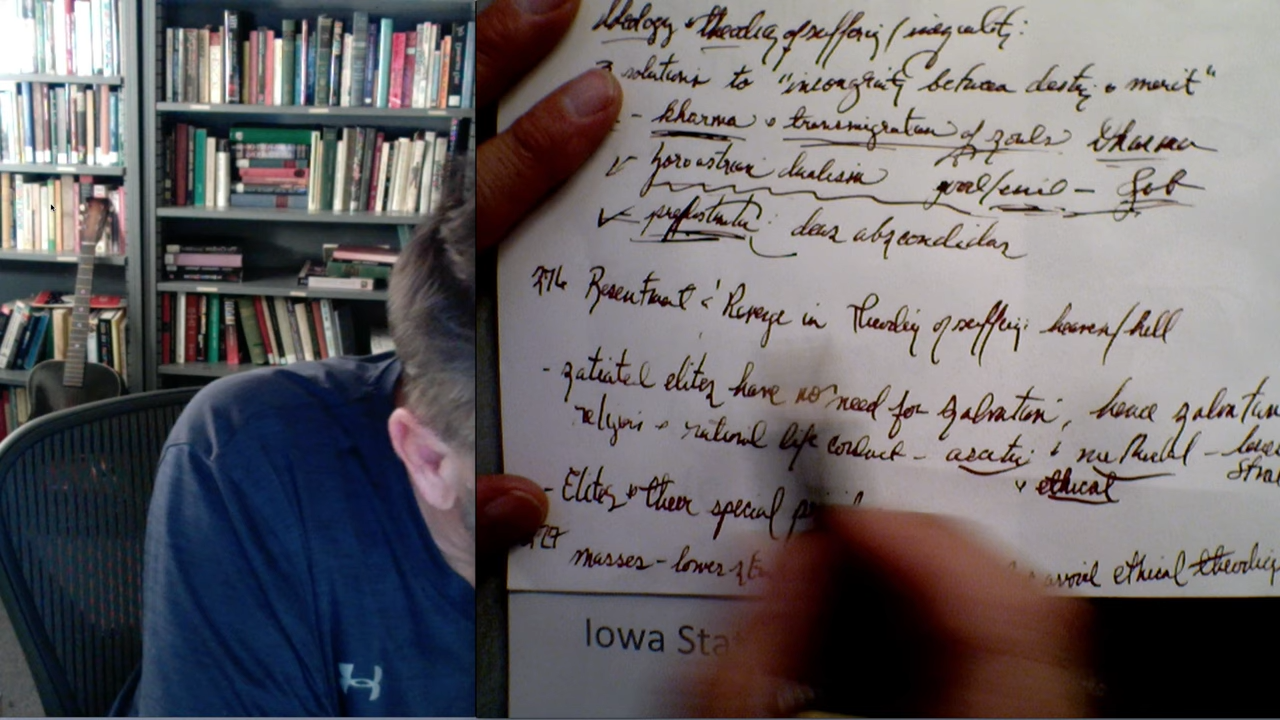 theodicy of suffering / inequality:
3 solutions to "incongruity between destiny & merit"
- kharma & transmigration of souls Dharma
Zoroastrian dualism good/evil - Job
predestination: deus absconditus
276 Resentment & Revenge in Theodicy of suffering: heaven/hell
- satiated elites have no need for salvation, hence salvation
religion & rational life conduct - ascetic & methodical - lower
& ethical
- Elites & their special
masses - lower avoid ethical theodicy
Iowa Sta